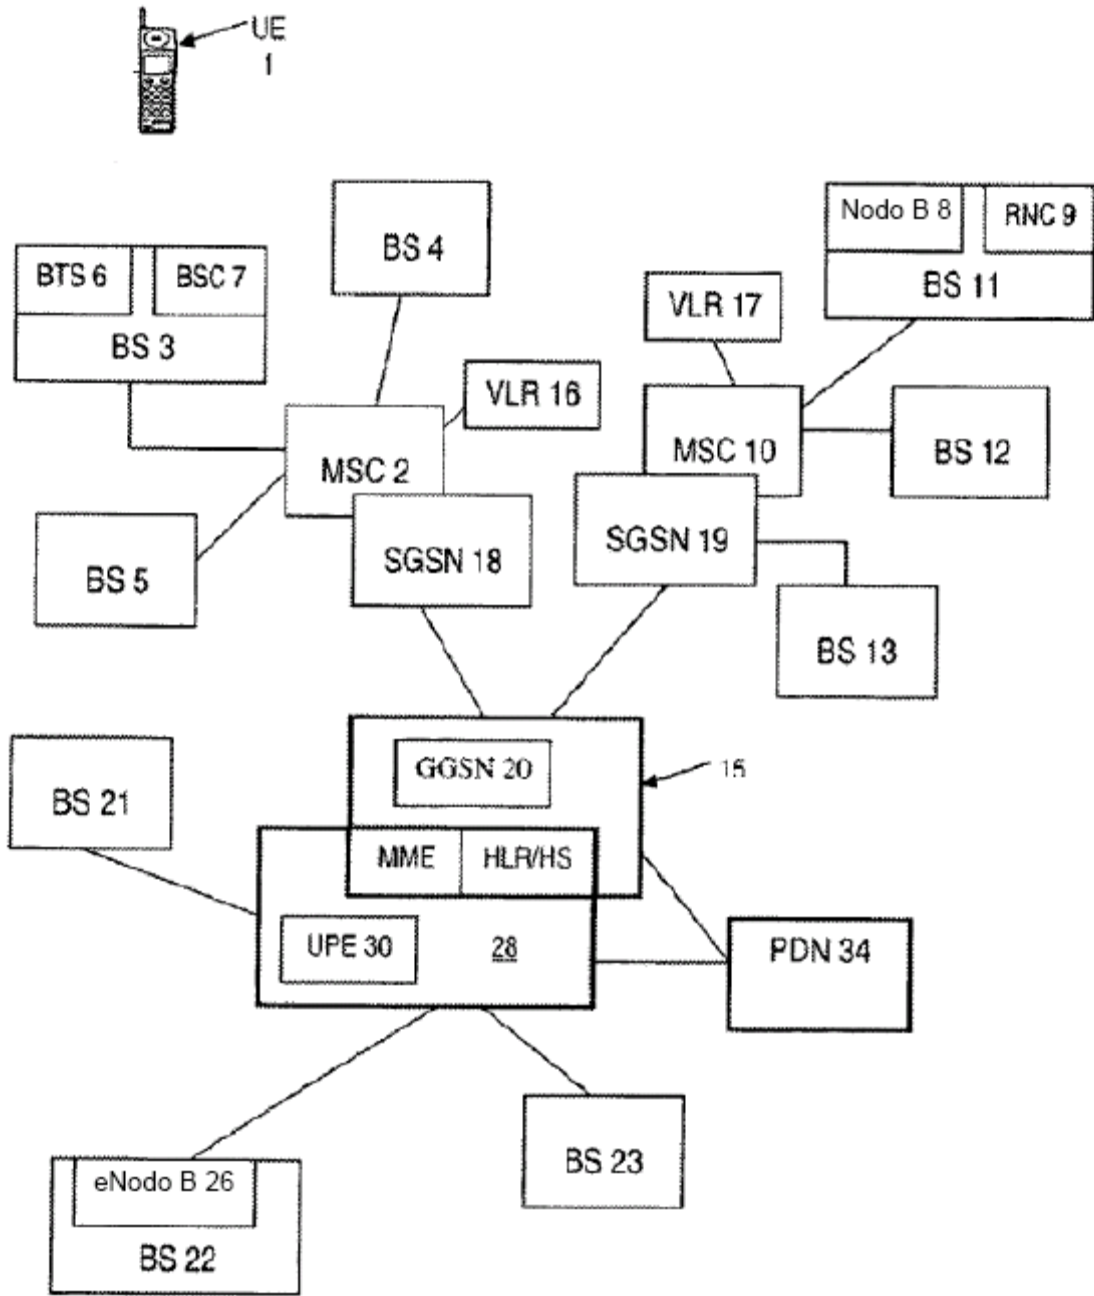 UE
1
BS 4
Nodo B 8
RNC 9
BS 11
BTS 6
BSC 7
BS 3
VLR 17
VLR 16
MSC 10
BS 12
MSC 2
SGSN 19
BS 5
SGSN 18
BS 13
GGSN 20
15
BS 21
MME
HLR/HS
UPE 30
28
PDN 34
eNodo B 26
BS 22
BS 23